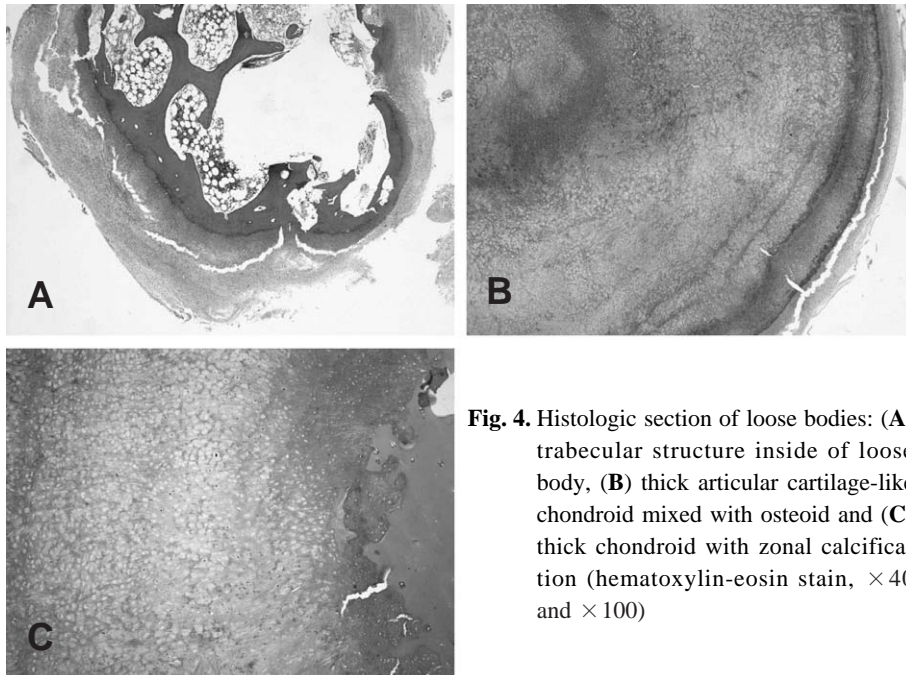 A
B
C
Fig. 4. Histologic section of loose bodies: (A
trabecular structure inside of loose
body, (B) thick articular cartilage-lik
chondroid mixed with osteoid and (C
thick chondroid with zonal calcifica
tion (hematoxylin-eosin stain, ×40
and ×100)